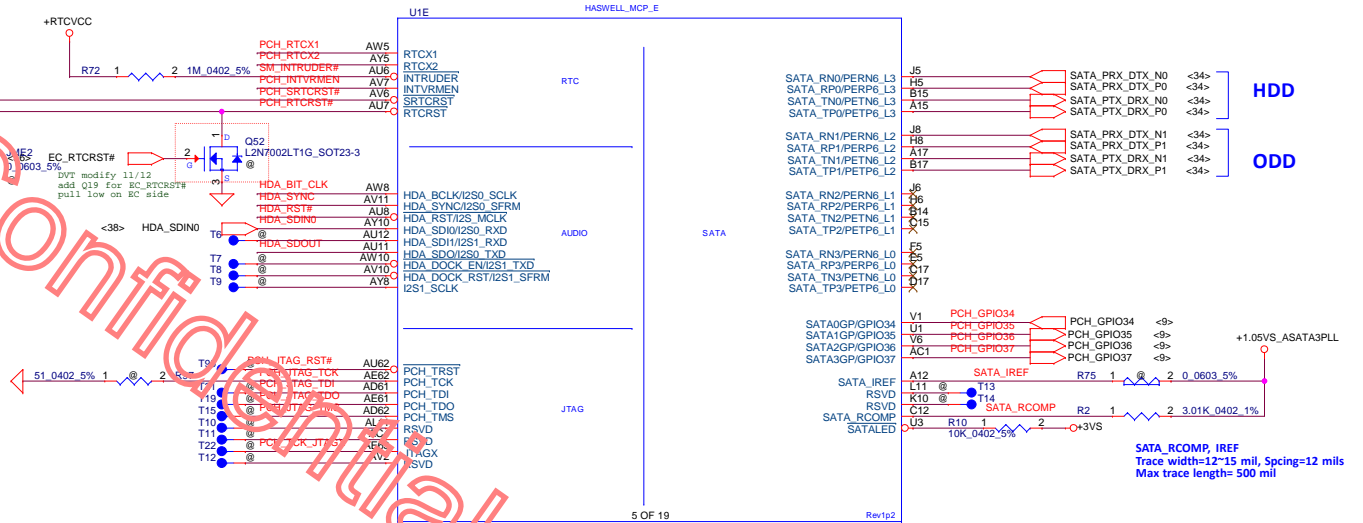 U1E
HASWELL_MCP_E
+RTCVCC
R72 1 2 1M_0402_5%
PCH_RTCX1 AW5 RTCX1
PCH_RTCX2 AY5 RTCX2
SM_INTRUDER# AU6 INTRUDER
PCH_INTVRMEN AV7 INTVRMEN
PCH_SRTCRST# AV6 SRTCRST
PCH_RTCRST# AU7 RTCRST
RTC
1 D
Q52
L2N7002LT1G_SOT23-3
@
EC_RTCRST# 2 G
3 S
0_0603_5%
DVT modify 11/12
add Q19 for EC_RTCRST#
pull low on EC side
HDA_BIT_CLK AW8 HDA_BCLK/I2S0_SCLK
HDA_SYNC AV11 HDA_SYNC/I2S0_SFRM
HDA_RST# AU8 HDA_RST/I2S_MCLK
<38> HDA_SDIN0 HDA_SDIN0 AY10 HDA_SDI0/I2S0_RXD
T6 @ AU12 HDA_SDI1/I2S1_RXD
HDA_SDOUT AU11 HDA_SDO/I2S0_TXD
T7 @ AW10 HDA_DOCK_EN/I2S1_TXD
T8 @ AV10 HDA_DOCK_RST/I2S1_SFRM
T9 @ AY8 I2S1_SCLK
AUDIO
PCH_JTAG_RST# AU62 PCH_TRST
51_0402_5% 1 @ 2 PCH_JTAG_TCK AE62 PCH_TCK
@ PCH_JTAG_TDI AD61 PCH_TDI
T19 @ AE61 PCH_TDO
T15 @ AD62 PCH_TMS
T10 @ RSVD
T11 @
T22 @ JTAGX
T12 @ AV2 RSVD
JTAG
SATA
SATA_RN0/PERN6_L3 J5 SATA_PRX_DTX_N0 <34>
SATA_RP0/PERP6_L3 H5 SATA_PRX_DTX_P0 <34>
SATA_TN0/PETN6_L3 B15 SATA_PTX_DRX_N0 <34>
SATA_TP0/PETP6_L3 A15 SATA_PTX_DRX_P0 <34>
HDD
SATA_RN1/PERN6_L2 J8 SATA_PRX_DTX_N1 <34>
SATA_RP1/PERP6_L2 H8 SATA_PRX_DTX_P1 <34>
SATA_TN1/PETN6_L2 A17 SATA_PTX_DRX_N1 <34>
SATA_TP1/PETP6_L2 B17 SATA_PTX_DRX_P1 <34>
ODD
SATA_RN2/PERN6_L1 J6
SATA_RP2/PERP6_L1 H6
SATA_TN2/PETN6_L1 B14
SATA_TP2/PETP6_L1 C15
SATA_RN3/PERN6_L0 F5
SATA_RP3/PERP6_L0 E5
SATA_TN3/PETN6_L0 C17
SATA_TP3/PETP6_L0 D17
SATA0GP/GPIO34 V1 PCH_GPIO34 PCH_GPIO34 <9>
SATA1GP/GPIO35 U1 PCH_GPIO35 PCH_GPIO35 <9>
SATA2GP/GPIO36 V6 PCH_GPIO36 PCH_GPIO36 <9>
SATA3GP/GPIO37 AC1 PCH_GPIO37 PCH_GPIO37 <9>
+1.05VS_ASATA3PLL
SATA_IREF A12 SATA_IREF R75 1 @ 2 0_0603_5%
RSVD L11 @ T13
RSVD K10 @ T14
SATA_RCOMP C12 SATA_RCOMP R2 1 2 3.01K_0402_1%
SATALED U3 R10 1 2 +3VS
10K_0402_5%
SATA_RCOMP, IREF
Trace width=12~15 mil, Spcing=12 mils
Max trace length= 500 mil
5 OF 19
Rev1p2
Confidential